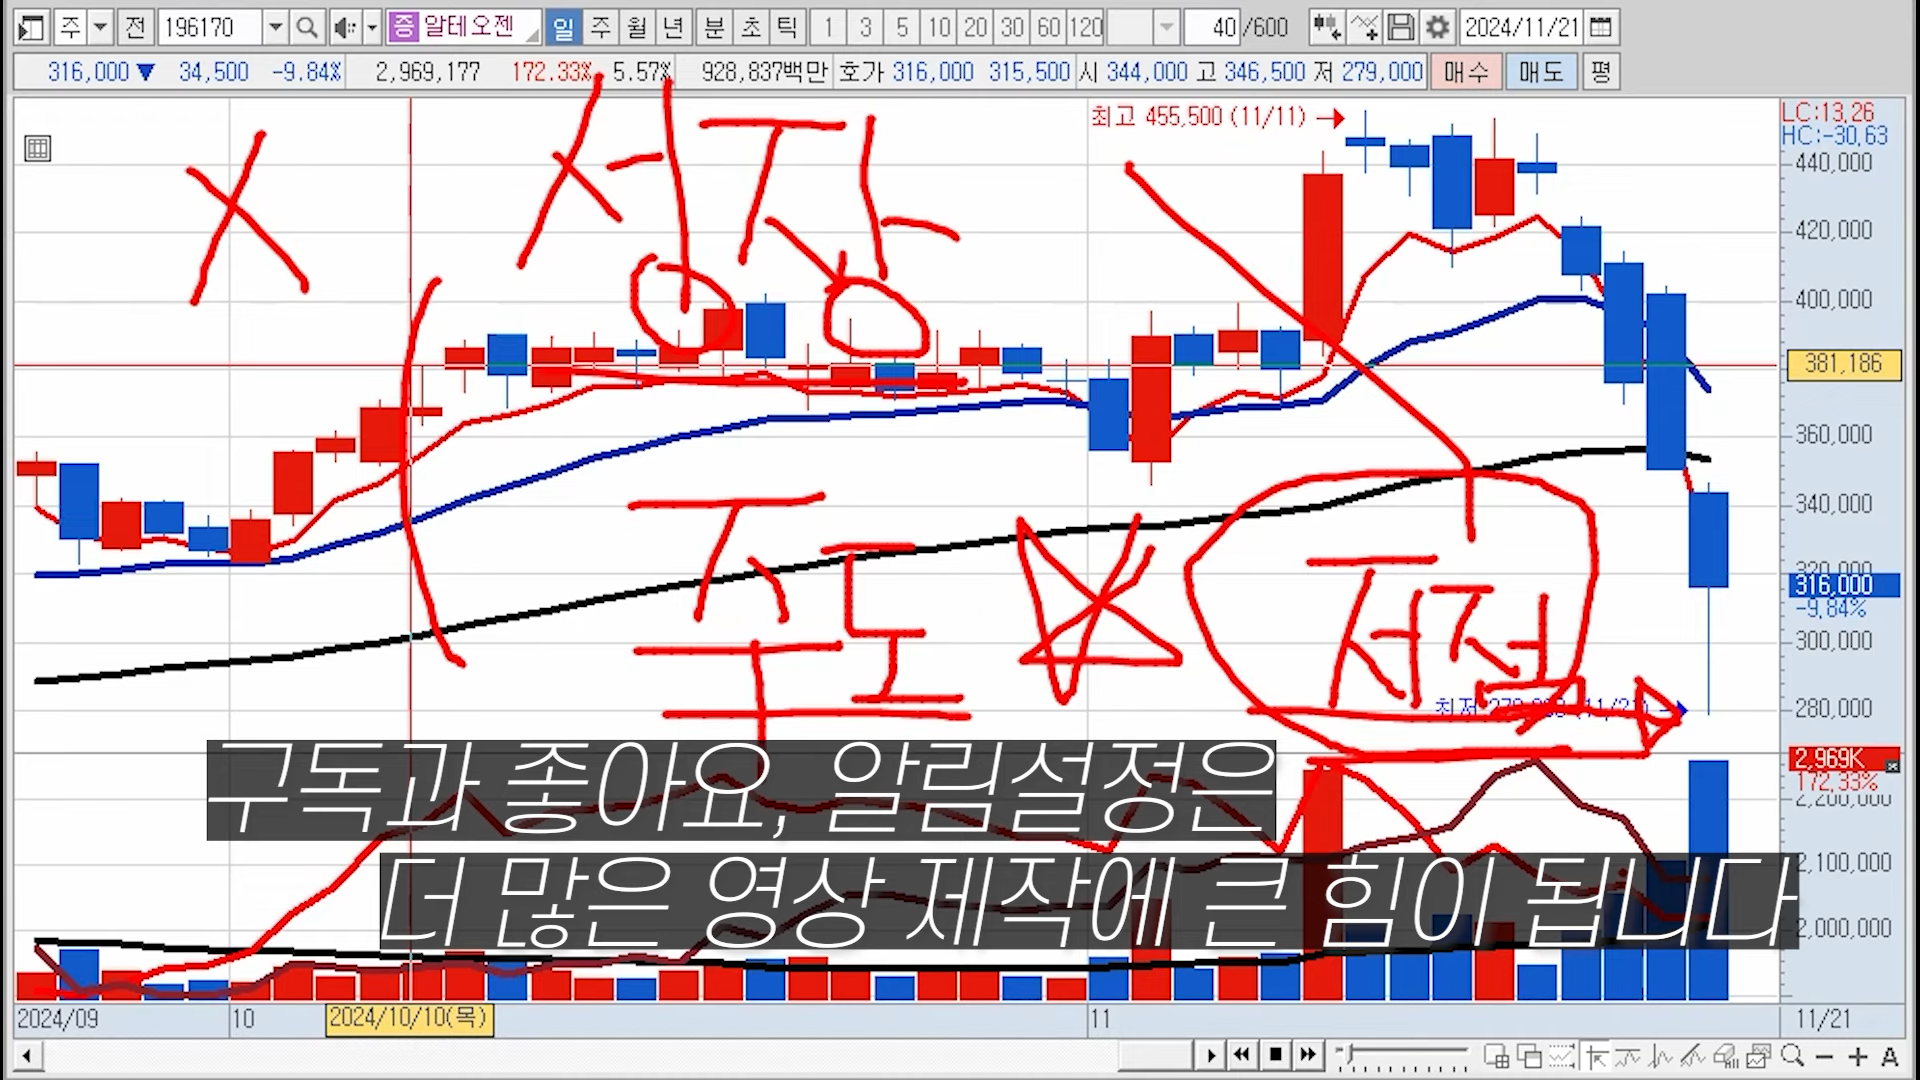 주 전 196170 증 알테오젠 일 주 월 년 분 초 틱 1 3 5 10 20 30 60 120 40 /600 2024/11/21
316,000 ▼ 34,500 -9.84% 2,969,177 172.33% 5.57% 928,837백만 호가 316,000 315,500 시 344,000 고 346,500 저 279,000 매수 매도 평
최고 455,500 (11/11) →
LC:13,26
HC:-30,63
440,000
420,000
400,000
381,186
360,000
340,000
320,000
316,000
-9.84%
300,000
280,000
X 시장
주도
저점
2,969K
172,33%
2,200,000
2,100,000
2,000,000
구독과 좋아요, 알림설정은
더 많은 영상 제작에 큰 힘이 됩니다
2024/09 10 2024/10/10(목) 11 11/21
A